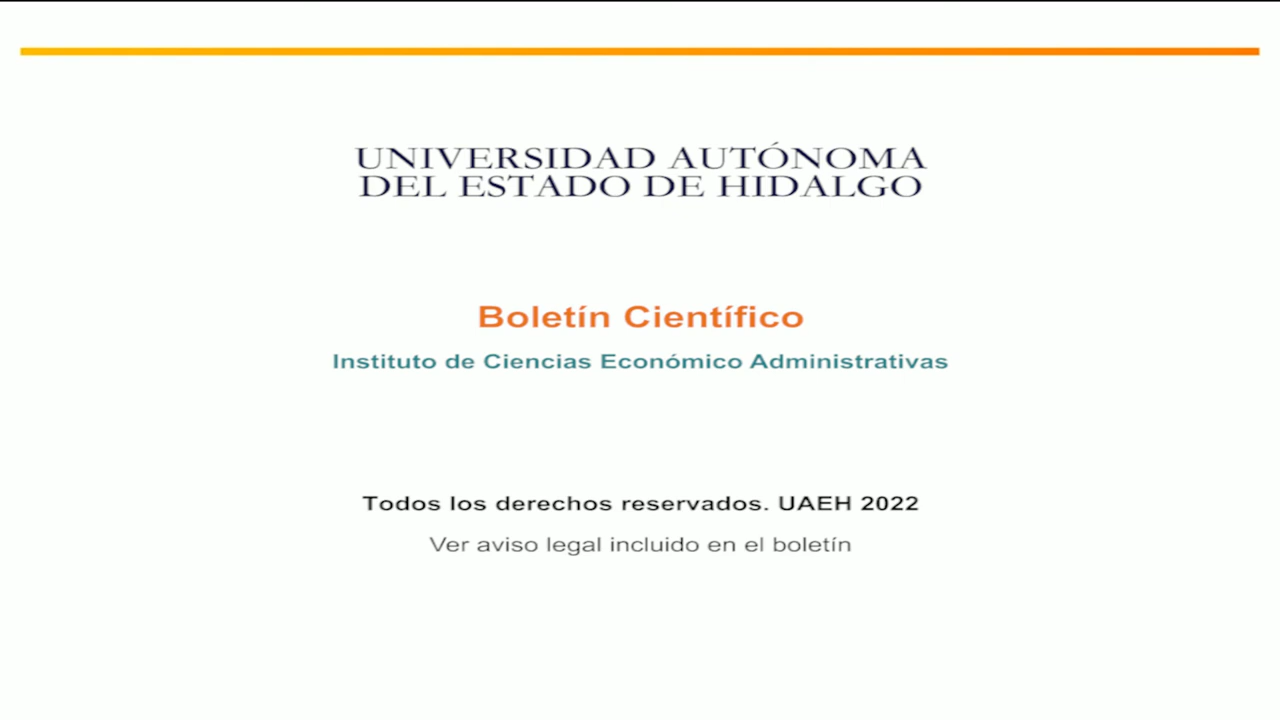 UNIVERSIDAD AUTÓNOMA
DEL ESTADO DE HIDALGO
Boletín Científico
Instituto de Ciencias Económico Administrativas
Todos los derechos reservados. UAEH 2022
Ver aviso legal incluido en el boletín